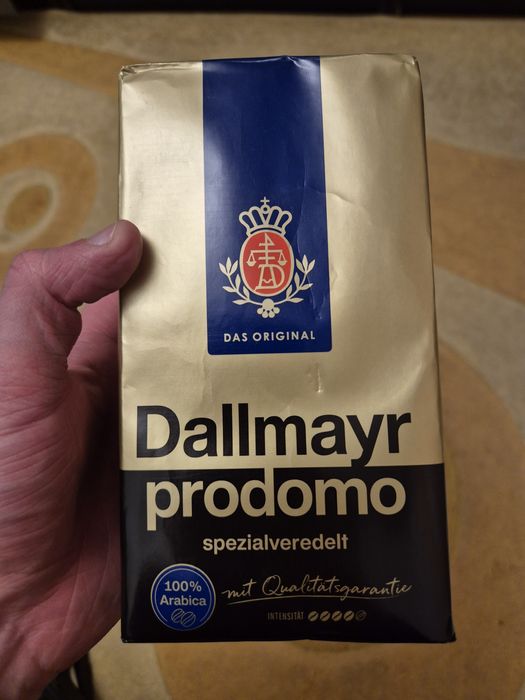 DAS ORIGINAL
Dallmayr
prodomo
spezialveredelt
100%
Arabica
mit Qualitätsgarantie
INTENSITÄT